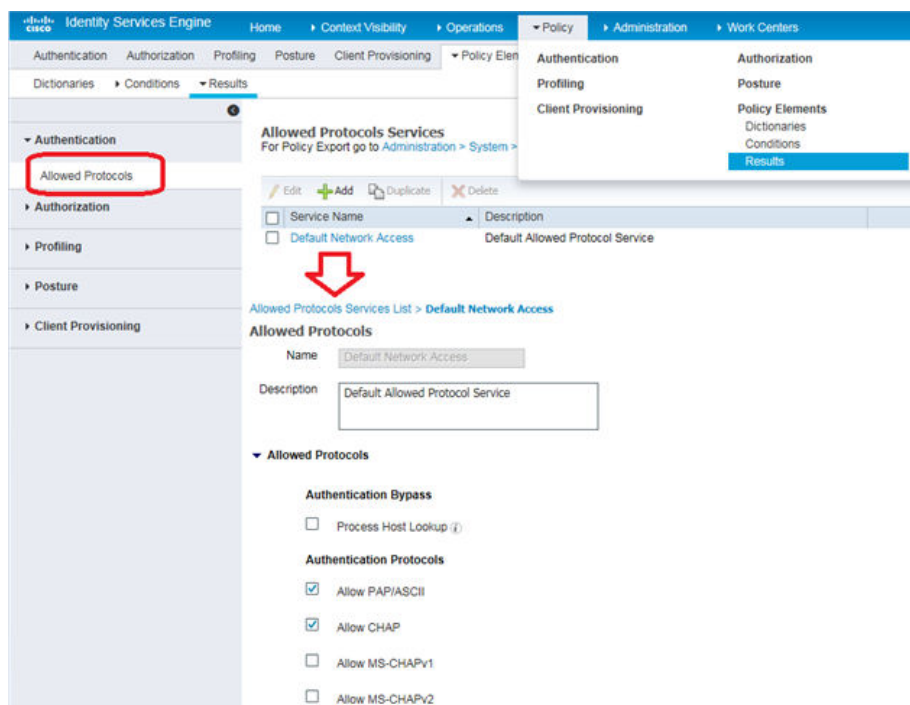 cisco Identity Services Engine Home Context Visibility Operations Policy Administration Work Centers
Authentication Authorization Profiling Posture Client Provisioning Policy Elem
Dictionaries Conditions Results
Authentication Authorization
Profiling Posture
Client Provisioning Policy Elements
Dictionaries
Conditions
Results
Authentication
Allowed Protocols
Authorization
Profiling
Posture
Client Provisioning
Allowed Protocols Services
For Policy Export go to Administration > System >
Edit Add Duplicate Delete
Service Name Description
Default Network Access Default Allowed Protocol Service
Allowed Protocols Services List > Default Network Access
Allowed Protocols
Name Default Network Access
Description Default Allowed Protocol Service
Allowed Protocols
Authentication Bypass
Process Host Lookup
Authentication Protocols
Allow PAP/ASCII
Allow CHAP
Allow MS-CHAPv1
Allow MS-CHAPv2